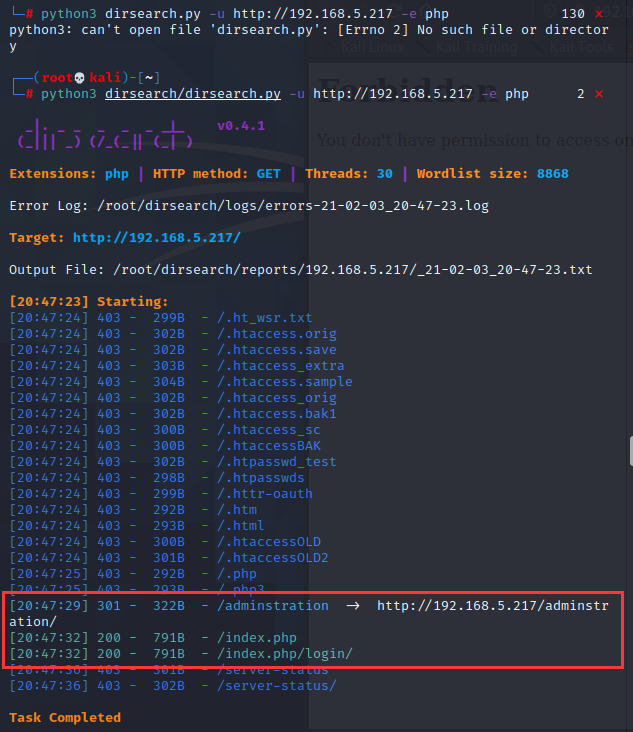 └─# python3 dirsearch.py -u http://192.168.5.217 -e php 130 ⨯
python3: can't open file 'dirsearch.py': [Errno 2] No such file or director
y
Kali Linux Kali Training Kali Tools
┌──(root💀kali)-[~]
└─# python3 dirsearch/dirsearch.py -u http://192.168.5.217 -e php 2 ⨯
Forbidden
You don't have permission to access on
v0.4.1
Extensions: php | HTTP method: GET | Threads: 30 | Wordlist size: 8868
Error Log: /root/dirsearch/logs/errors-21-02-03_20-47-23.log
Target: http://192.168.5.217/
Output File: /root/dirsearch/reports/192.168.5.217/_21-02-03_20-47-23.txt
[20:47:23] Starting:
[20:47:24] 403 - 299B - /.ht_wsr.txt
[20:47:24] 403 - 302B - /.htaccess.orig
[20:47:24] 403 - 302B - /.htaccess.save
[20:47:24] 403 - 303B - /.htaccess_extra
[20:47:24] 403 - 304B - /.htaccess.sample
[20:47:24] 403 - 302B - /.htaccess_orig
[20:47:24] 403 - 302B - /.htaccess.bak1
[20:47:24] 403 - 300B - /.htaccess_sc
[20:47:24] 403 - 300B - /.htaccessBAK
[20:47:24] 403 - 302B - /.htpasswd_test
[20:47:24] 403 - 298B - /.htpasswds
[20:47:24] 403 - 299B - /.httr-oauth
[20:47:24] 403 - 292B - /.htm
[20:47:24] 403 - 293B - /.html
[20:47:24] 403 - 300B - /.htaccessOLD
[20:47:24] 403 - 301B - /.htaccessOLD2
[20:47:25] 403 - 292B - /.php
[20:47:25] 403 - 293B - /.php3
[20:47:29] 301 - 322B - /adminstration → http://192.168.5.217/adminstr
ation/
[20:47:32] 200 - 791B - /index.php
[20:47:32] 200 - 791B - /index.php/login/
[20:47:36] 403 - 301B - /server-status
[20:47:36] 403 - 302B - /server-status/
Task Completed